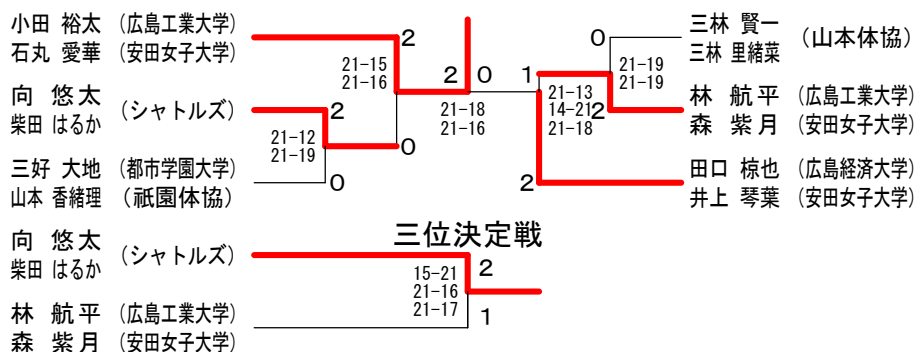 小田 裕太 (広島工業大学)
石丸 愛華 (安田女子大学)
2
21-15
21-16
向 悠太
柴田 はるか
(シャトルズ)
2
21-12
21-19
0
三好 大地 (都市学園大学)
山本 香緒理 (祇園体協)
0
2
0
21-18
21-16
三林 賢一
三林 里緒菜
(山本体協)
0
21-19
21-19
1
21-13
14-21
21-18
2
林 航平 (広島工業大学)
森 紫月 (安田女子大学)
2
田口 椋也 (広島経済大学)
井上 琴葉 (安田女子大学)
三位決定戦
向 悠太
柴田 はるか
(シャトルズ)
2
15-21
21-16
21-17
1
林 航平 (広島工業大学)
森 紫月 (安田女子大学)